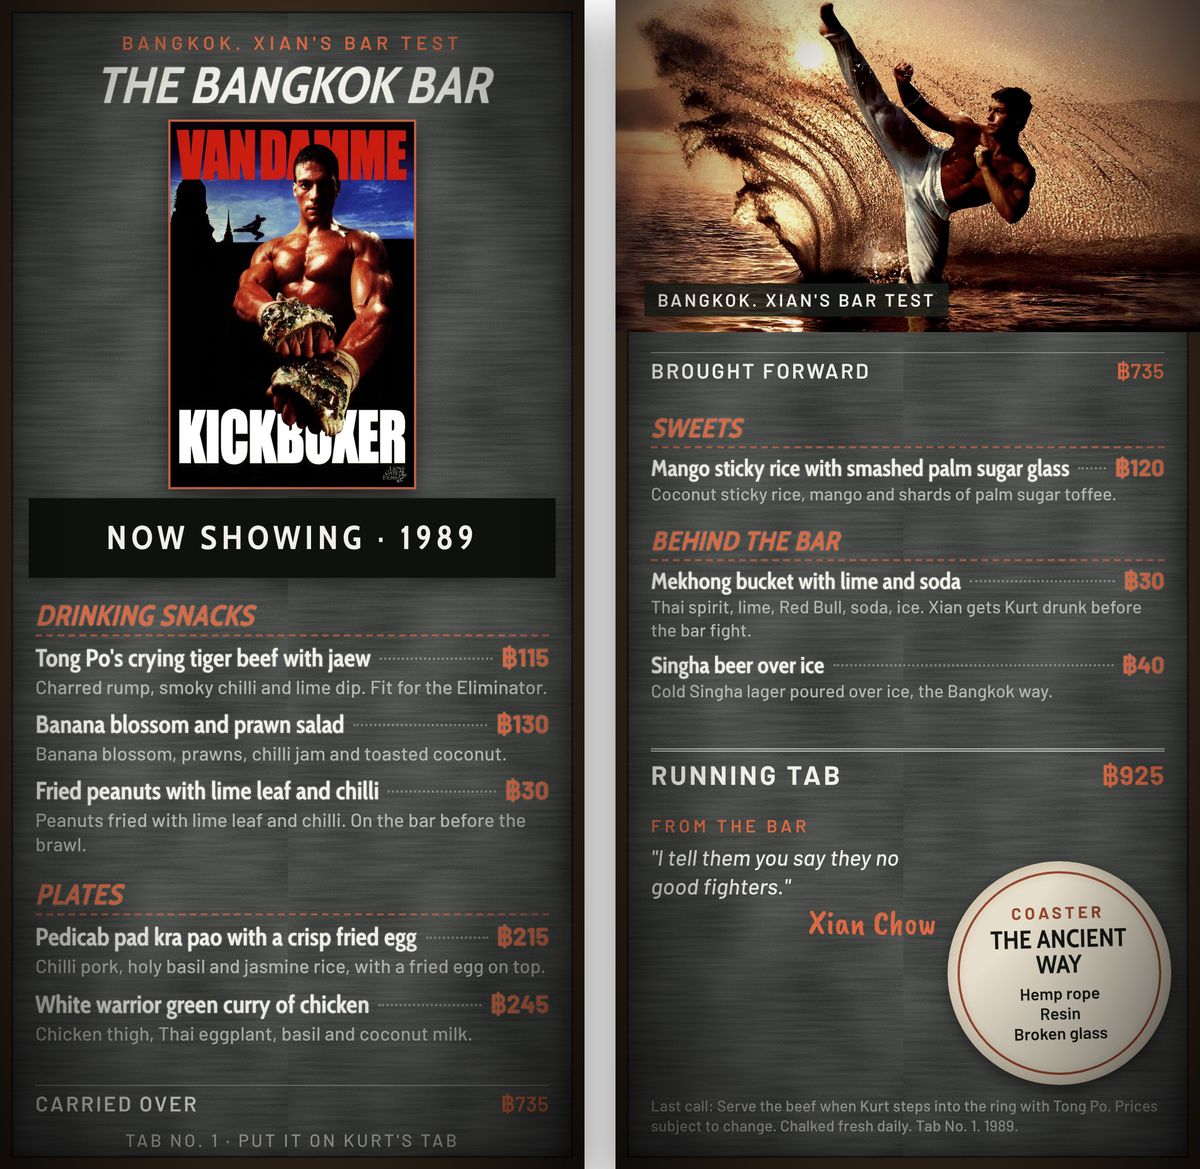 BANGKOK. XIAN'S BAR TEST
THE BANGKOK BAR
VAN DAMME
KICKBOXER
NOW SHOWING · 1989
DRINKING SNACKS
Tong Po's crying tiger beef with jaew ฿115
Charred rump, smoky chilli and lime dip. Fit for the Eliminator.
Banana blossom and prawn salad ฿130
Banana blossom, prawns, chilli jam and toasted coconut.
Fried peanuts with lime leaf and chilli ฿30
Peanuts fried with lime leaf and chilli. On the bar before the
brawl.
PLATES
Pedicab pad kra pao with a crisp fried egg ฿215
Chilli pork, holy basil and jasmine rice, with a fried egg on top.
White warrior green curry of chicken ฿245
Chicken thigh, Thai eggplant, basil and coconut milk.
CARRIED OVER ฿735
TAB NO. 1 · PUT IT ON KURT'S TAB
BANGKOK. XIAN'S BAR TEST
BROUGHT FORWARD ฿735
SWEETS
Mango sticky rice with smashed palm sugar glass ฿120
Coconut sticky rice, mango and shards of palm sugar toffee.
BEHIND THE BAR
Mekhong bucket with lime and soda ฿30
Thai spirit, lime, Red Bull, soda, ice. Xian gets Kurt drunk before
the bar fight.
Singha beer over ice ฿40
Cold Singha lager poured over ice, the Bangkok way.
RUNNING TAB ฿925
FROM THE BAR
"I tell them you say they no
good fighters."
Xian Chow
COASTER
THE ANCIENT
WAY
Hemp rope
Resin
Broken glass
Last call: Serve the beef when Kurt steps into the ring with Tong Po. Prices
subject to change. Chalked fresh daily. Tab No. 1. 1989.